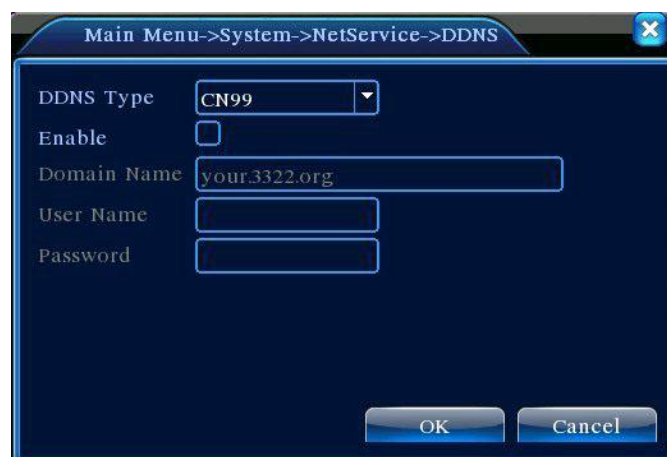 Main Menu->System->NetService->DDNS
DDNS Type CN99
Enable
Domain Name your.3322.org
User Name
Password
OK Cancel